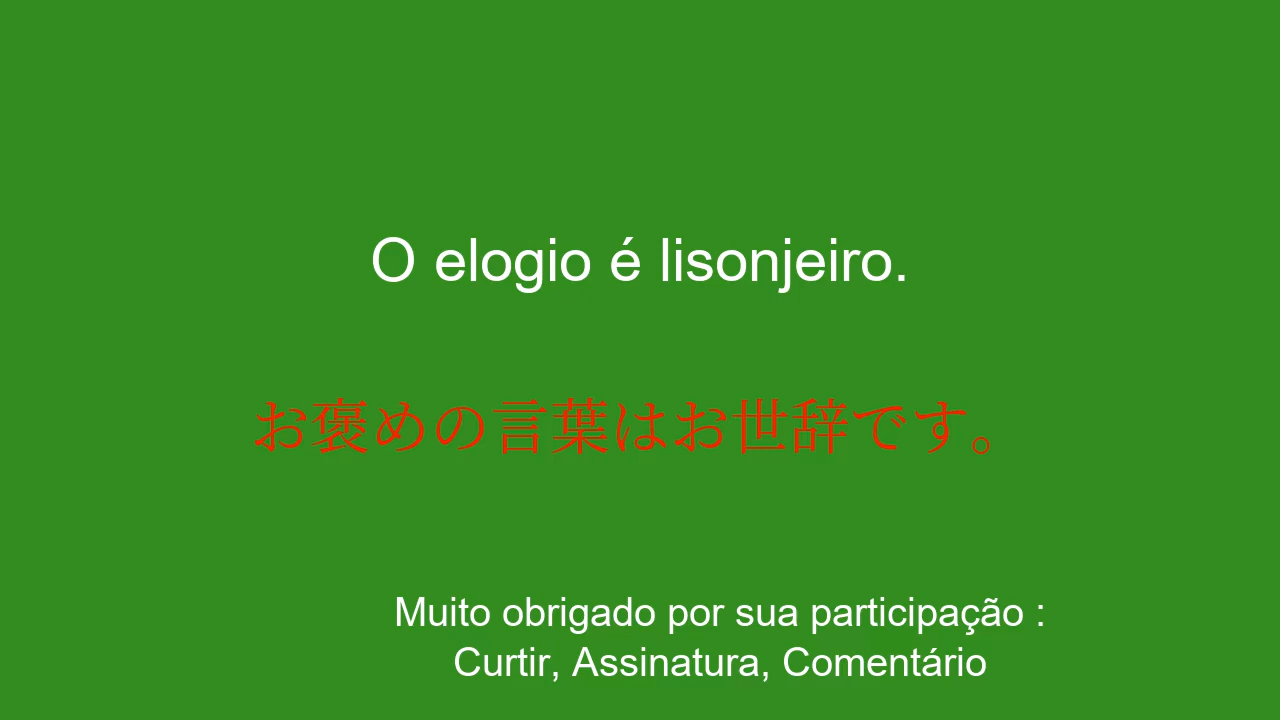 O elogio é lisonjeiro.
お褒めの言葉はお世辞です。
Muito obrigado por sua participação :
Curtir, Assinatura, Comentário